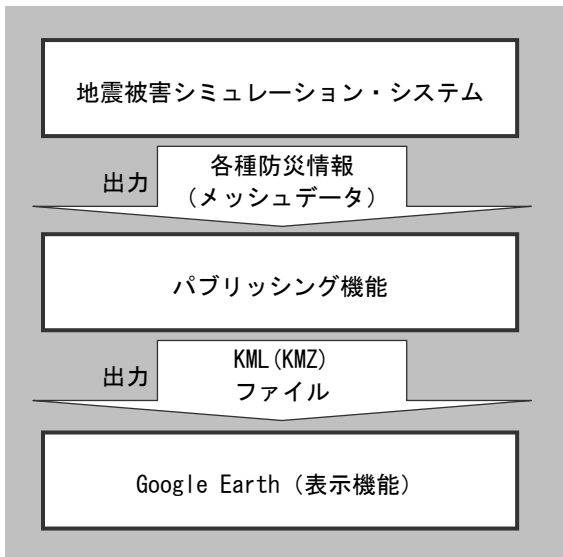 地震被害シミュレーション・システム
出力
各種防災情報
(メッシュデータ)
パブリッシング機能
出力
KML(KMZ)
ファイル
Google Earth(表示機能)